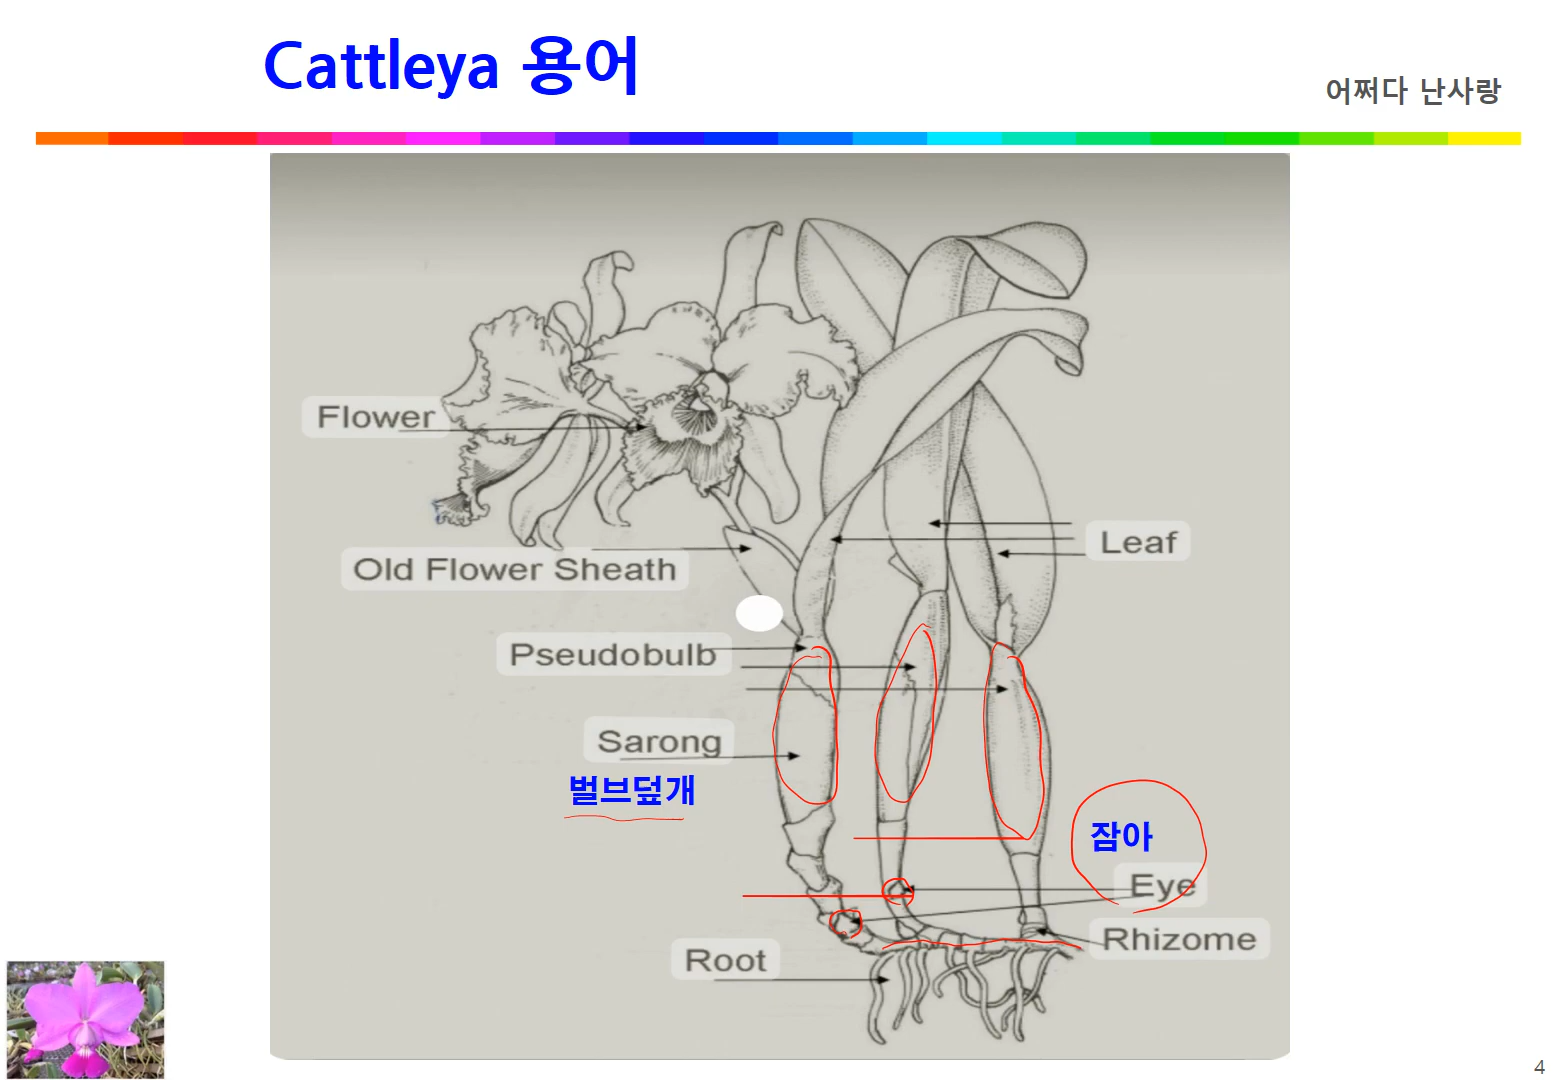 Cattleya 용어
어쩌다 난사랑
Flower
Leaf
Old Flower Sheath
Pseudobulb
Sarong
벌브덮개
잠아
Eye
Rhizome
Root
4